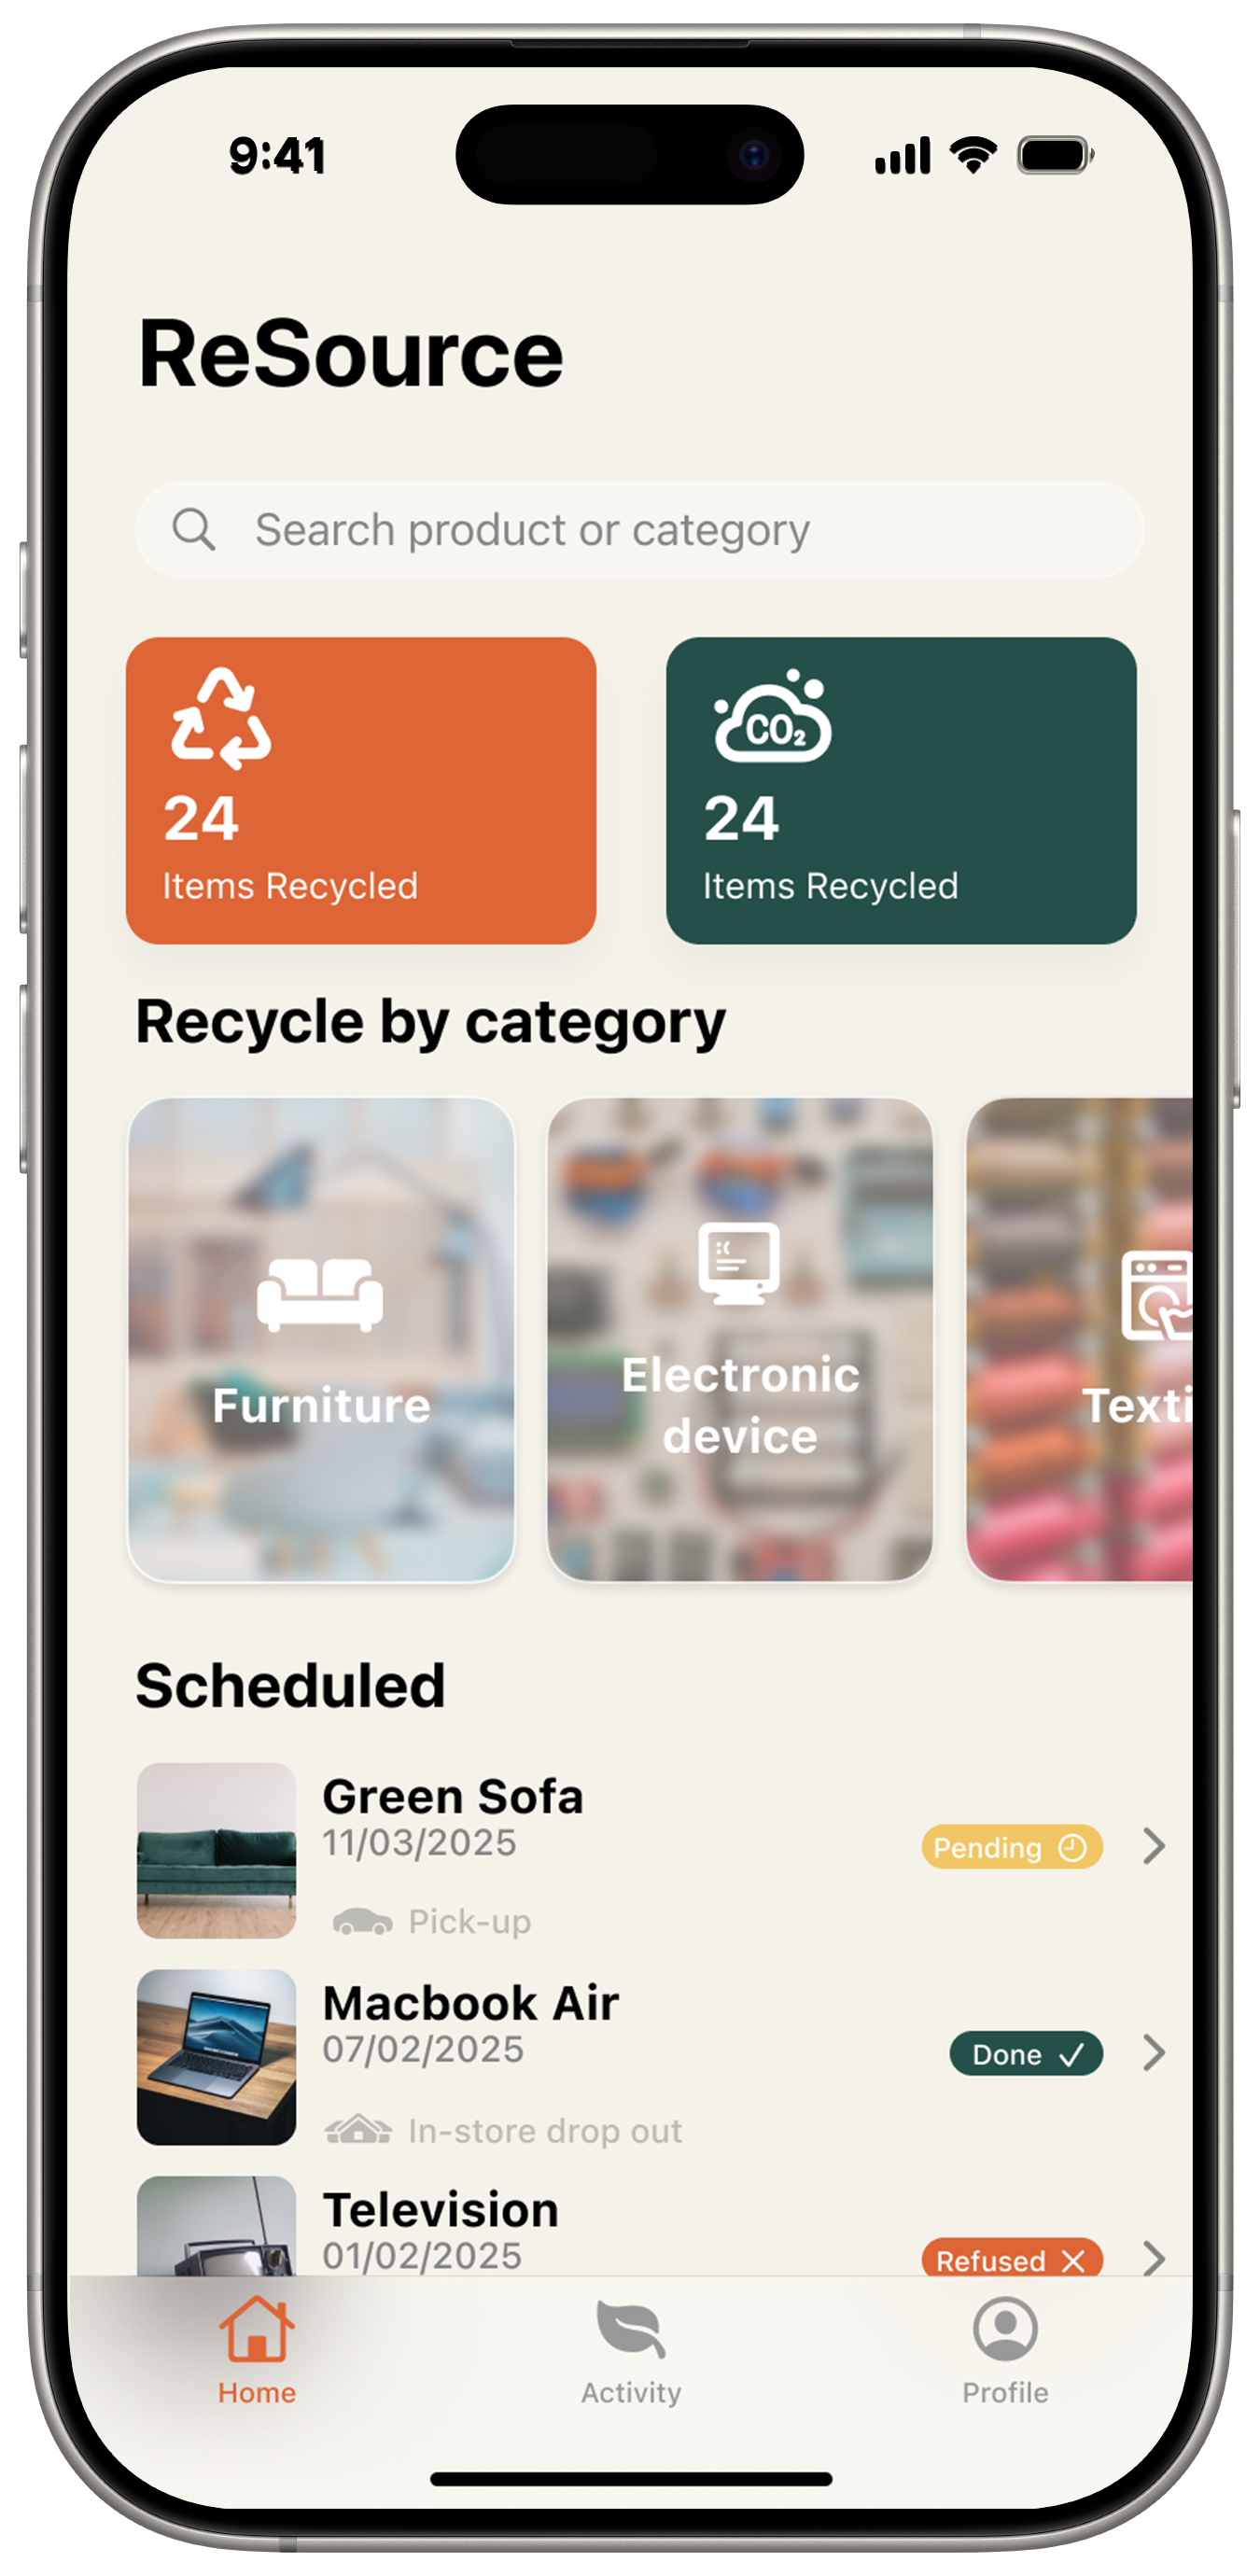 9:41
ReSource
Search product or category
24
Items Recycled
CO₂
24
Items Recycled
Recycle by category
Furniture
Electronic
device
Texti
Scheduled
Green Sofa
11/03/2025
Pending
Pick-up
Macbook Air
07/02/2025
Done
In-store drop out
Television
01/02/2025
Refused
Home
Activity
Profile